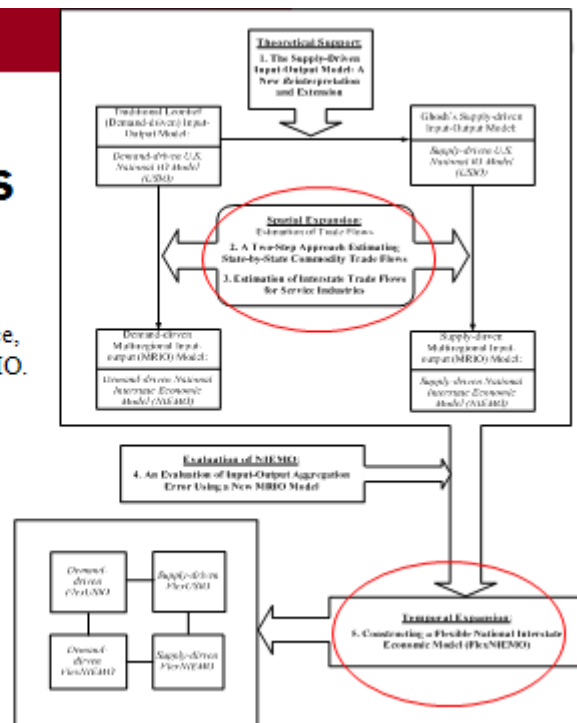 s
e,
IO.
Theoretical Support:
1. The Supply-Driven
Input-Output Model: A
New Reinterpretation
and Extension
Traditional Leontief
(Demand-driven) Input-
Output Model:
Demand-driven U.S.
National IO Model
(USIO)
Ghosh's Supply-driven
Input-Output Model:
Supply-driven U.S.
National IO Model
(USIO)
Spatial Expansion:
Estimation of Trade Flows
2. A Two-Step Approach Estimating
State-by-State Commodity Trade Flows
3. Estimation of Interstate Trade Flows
for Service Industries
Demand-driven
Multiregional Input-
output (MRIO) Model:
Demand-driven National
Interstate Economic
Model (NIEMO)
Supply-driven
Multiregional Input-
output (MRIO) Model:
Supply-driven National
Interstate Economic
Model (NIEMO)
Evaluation of NIEMO:
4. An Evaluation of Input-Output Aggregation
Error Using a New MRIO Model
Demand-
driven
FlexUSIO
Supply-driven
FlexUSIO
Demand-
driven
FlexNIEMO
Supply-driven
FlexNIEMO
Temporal Expansion:
5. Constructing a Flexible National Interstate
Economic Model (FlexNIEMO)